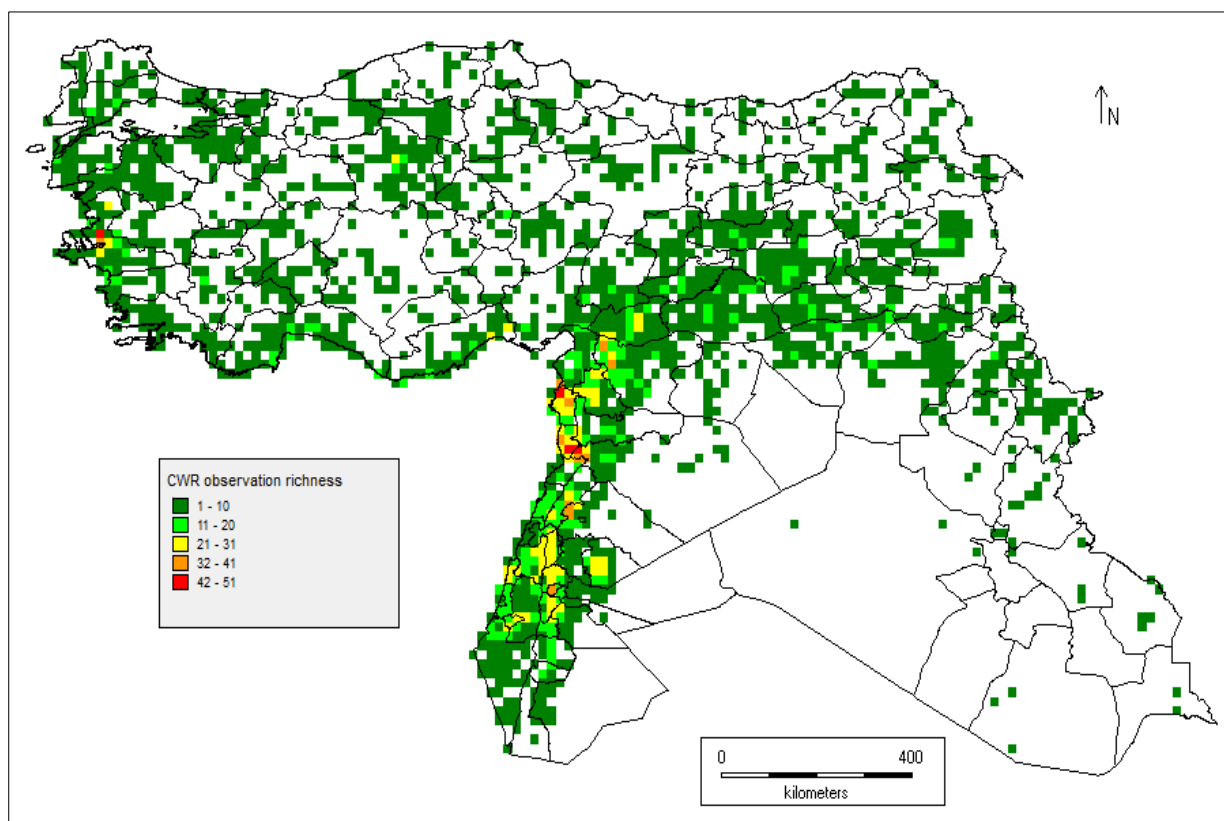 N
CWR observation richness
1 - 10
11 - 20
21 - 31
32 - 41
42 - 51
0 400
kilometers